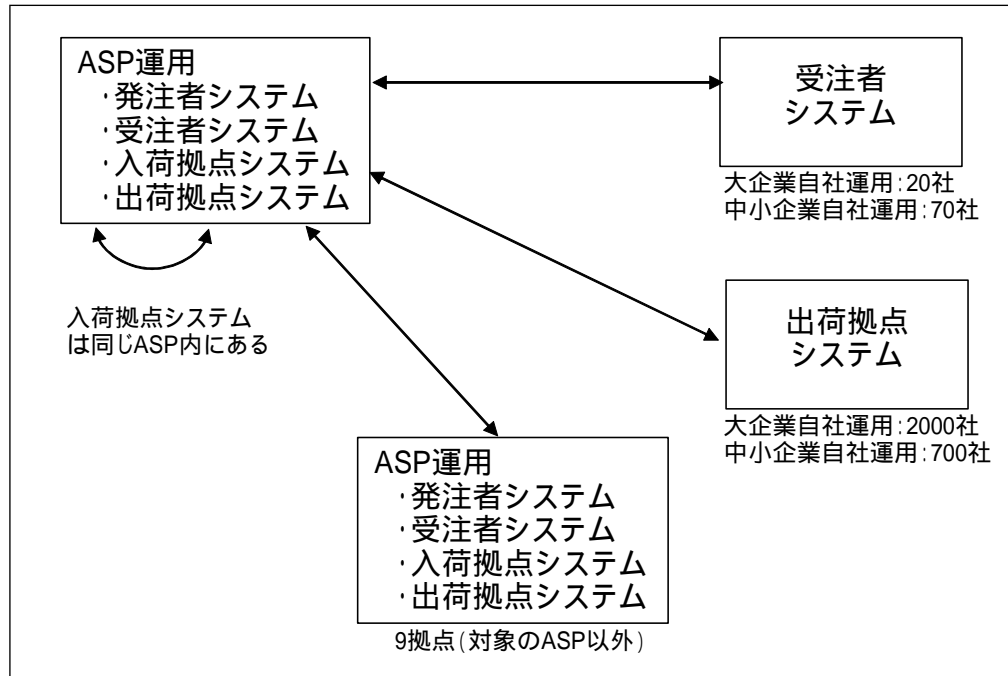 ASP運用
・発注者システム
・受注者システム
・入荷拠点システム
・出荷拠点システム
受注者
システム
大企業自社運用:20社
中小企業自社運用:70社
入荷拠点システム
は同じASP内にある
出荷拠点
システム
大企業自社運用:2000社
中小企業自社運用:700社
ASP運用
・発注者システム
・受注者システム
・入荷拠点システム
・出荷拠点システム
9拠点(対象のASP以外)